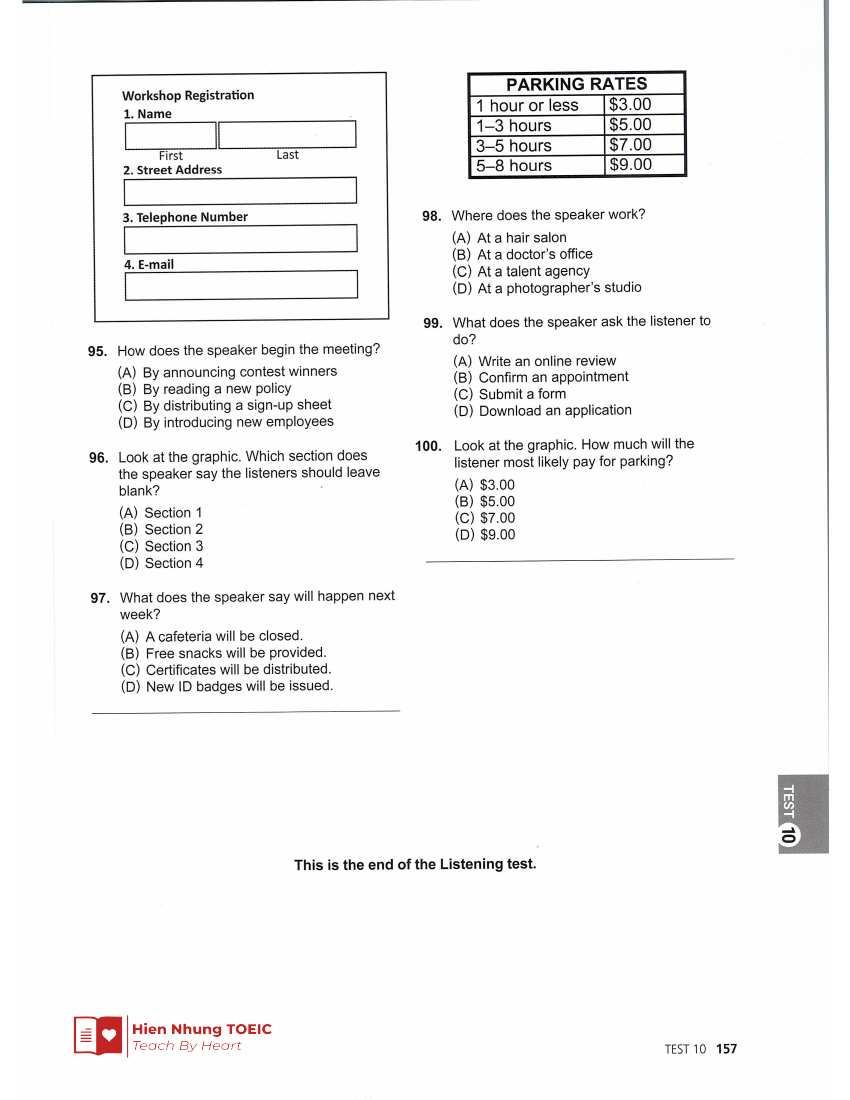 Workshop Registration
1. Name
First Last
2. Street Address
3. Telephone Number
4. E-mail
95. How does the speaker begin the meeting?
(A) By announcing contest winners
(B) By reading a new policy
(C) By distributing a sign-up sheet
(D) By introducing new employees
96. Look at the graphic. Which section does
the speaker say the listeners should leave
blank?
(A) Section 1
(B) Section 2
(C) Section 3
(D) Section 4
97. What does the speaker say will happen next
week?
(A) A cafeteria will be closed.
(B) Free snacks will be provided.
(C) Certificates will be distributed.
(D) New ID badges will be issued.
PARKING RATES
1 hour or less $3.00
1–3 hours $5.00
3–5 hours $7.00
5–8 hours $9.00
98. Where does the speaker work?
(A) At a hair salon
(B) At a doctor's office
(C) At a talent agency
(D) At a photographer's studio
99. What does the speaker ask the listener to
do?
(A) Write an online review
(B) Confirm an appointment
(C) Submit a form
(D) Download an application
100. Look at the graphic. How much will the
listener most likely pay for parking?
(A) $3.00
(B) $5.00
(C) $7.00
(D) $9.00
TEST 10
This is the end of the Listening test.
Hien Nhung TOEIC
Teach By Heart
TEST 10 157